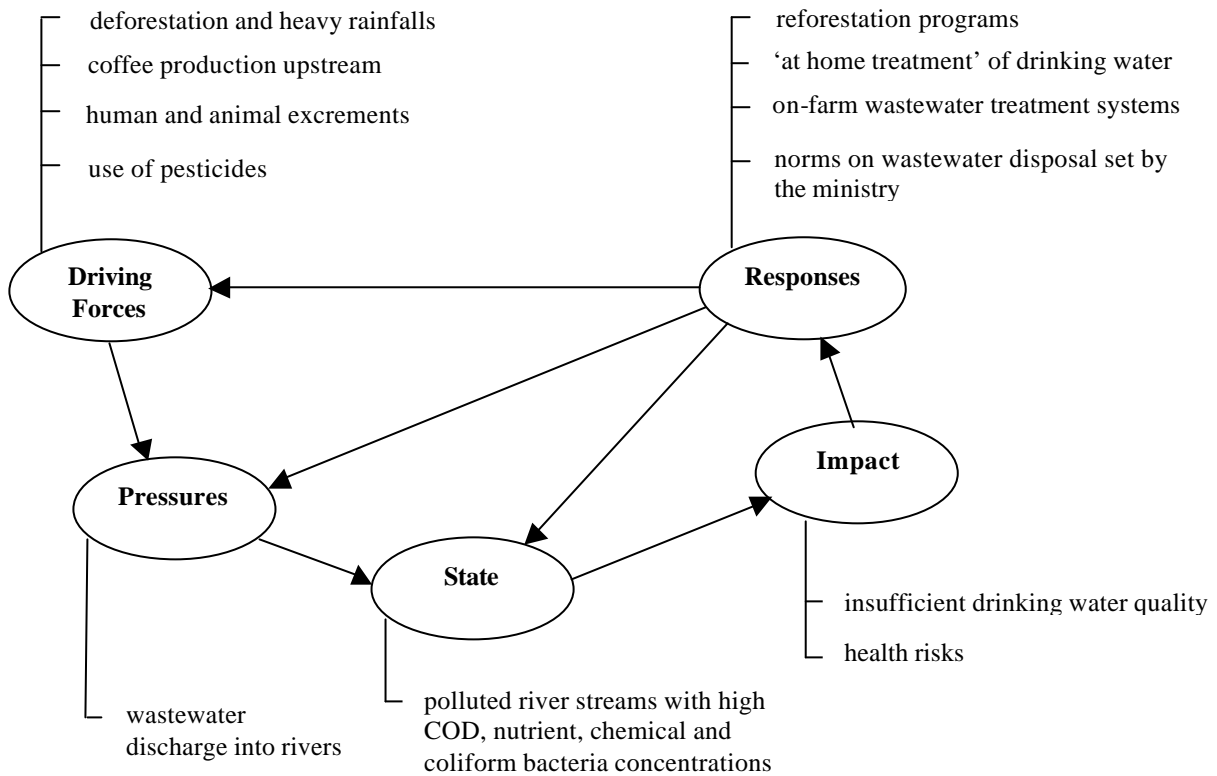 deforestation and heavy rainfalls
coffee production upstream
human and animal excrements
use of pesticides
reforestation programs
‘at home treatment’ of drinking water
on-farm wastewater treatment systems
norms on wastewater disposal set by
the ministry
Driving
Forces
Responses
Impact
Pressures
State
insufficient drinking water quality
health risks
wastewater
discharge into rivers
polluted river streams with high
COD, nutrient, chemical and
coliform bacteria concentrations